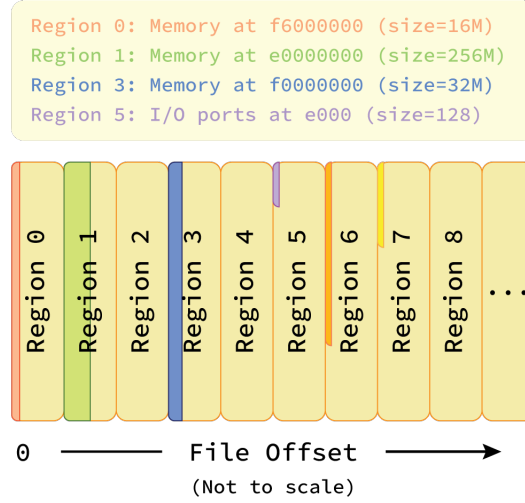 Region 0: Memory at f6000000 (size=16M)
Region 1: Memory at e0000000 (size=256M)
Region 3: Memory at f0000000 (size=32M)
Region 5: I/O ports at e000 (size=128)
Region 0
Region 1
Region 2
Region 3
Region 4
Region 5
Region 6
Region 7
Region 8
...
0 File Offset
(Not to scale)